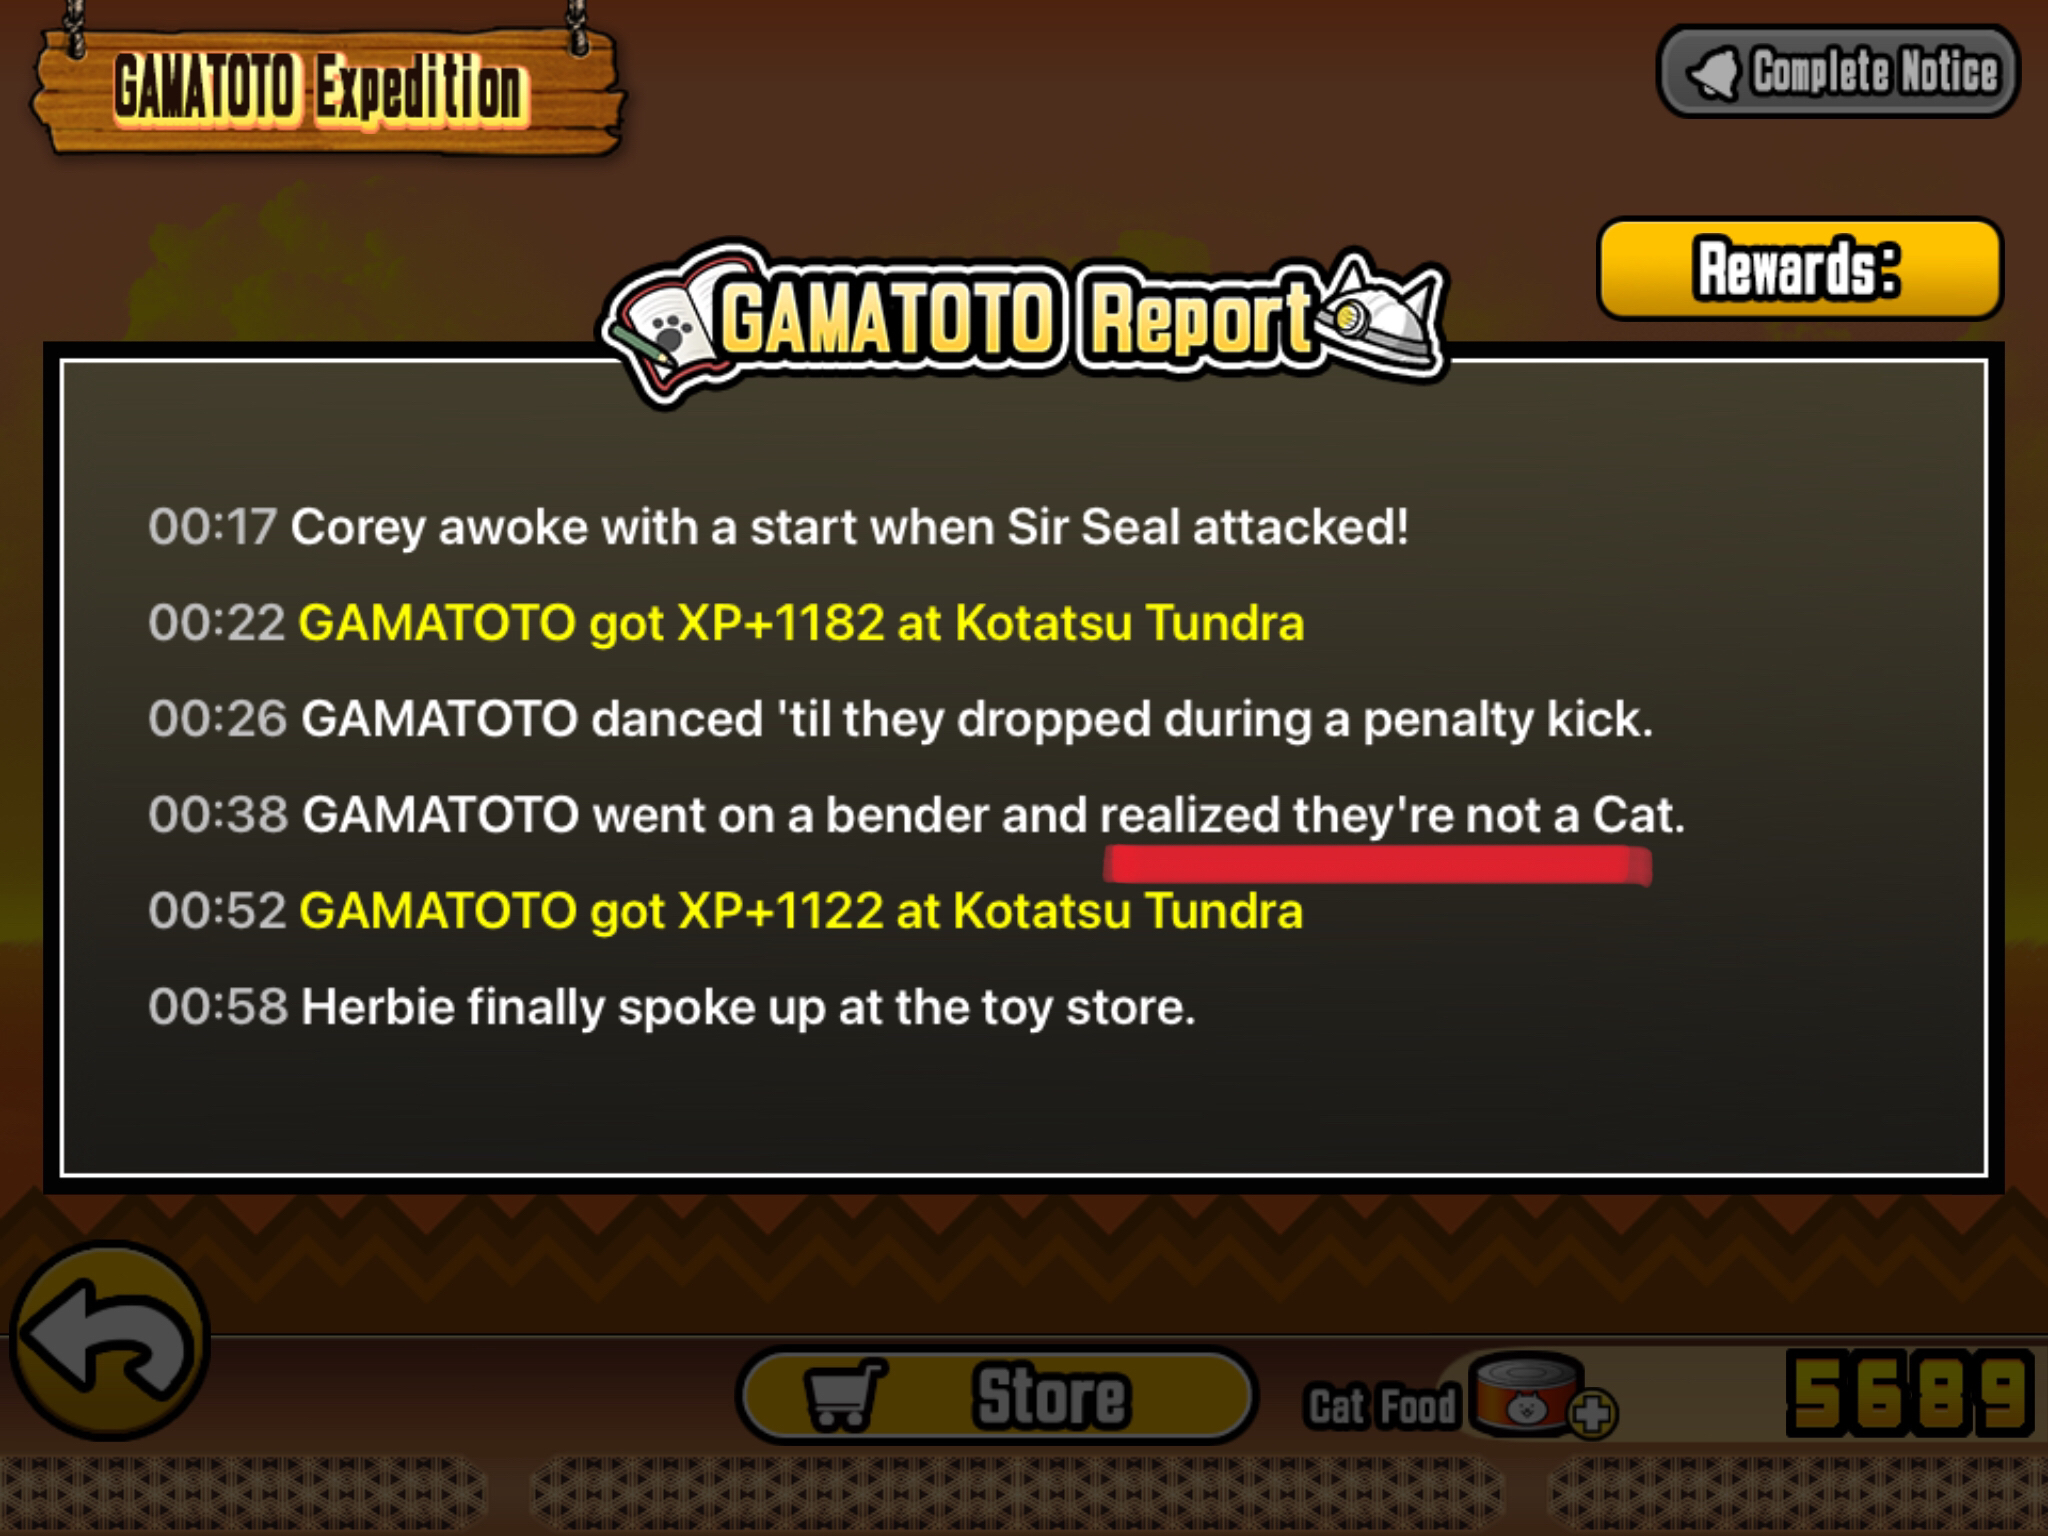 GAMATOTO Expedition
Complete Notice
Rewards:
GAMATOTO Report
00:17 Corey awoke with a start when Sir Seal attacked!
00:22 GAMATOTO got XP+1182 at Kotatsu Tundra
00:26 GAMATOTO danced 'til they dropped during a penalty kick.
00:38 GAMATOTO went on a bender and realized they're not a Cat.
00:52 GAMATOTO got XP+1122 at Kotatsu Tundra
00:58 Herbie finally spoke up at the toy store.
Store
Cat Food
5689